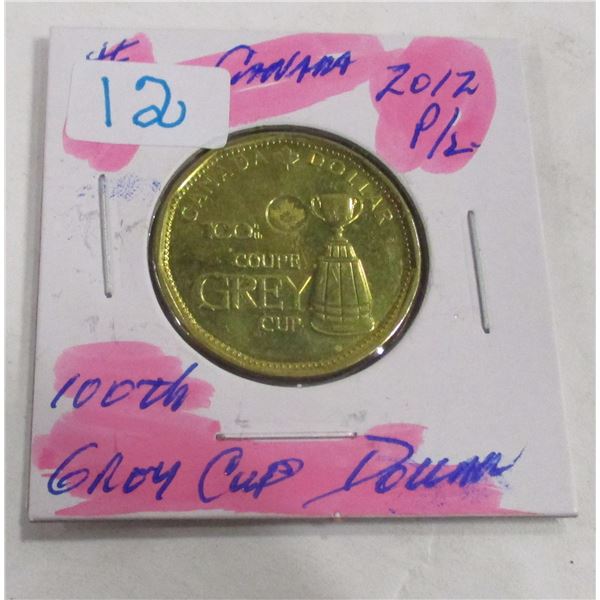 12
CANADA
2012
P/L
CANADA DOLLAR
100th
COUPE
GREY
CUP
100th
GREY CUP DOLLAR